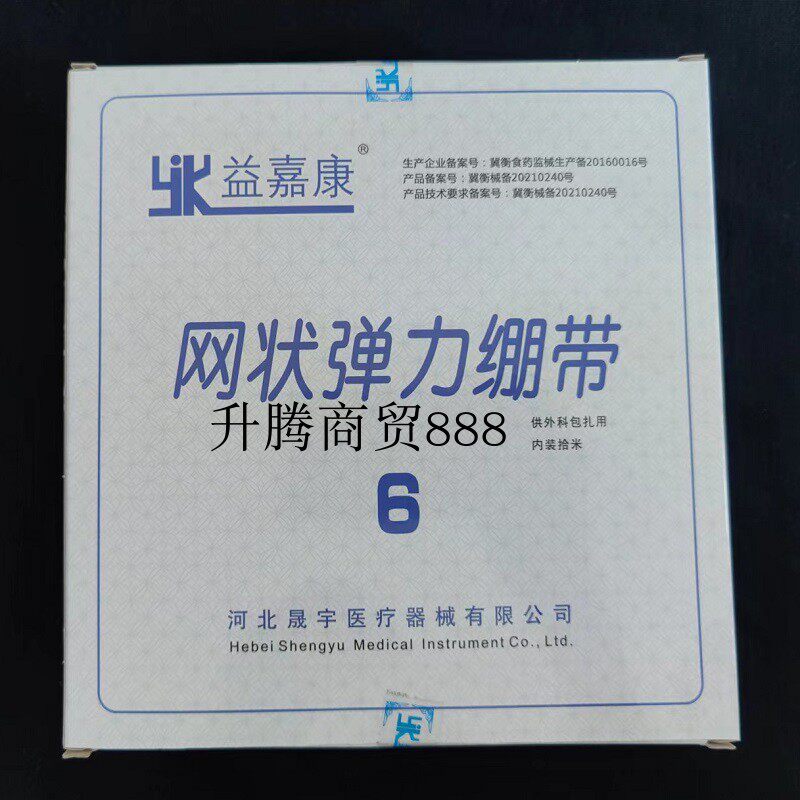 YJK
YJK益嘉康®
生产企业备案号：冀衡食药监械生产备20160016号
产品备案号：冀衡械备20210240号
产品技术要求备案号：冀衡械备20210240号
网状弹力绷带
升腾商贸888
供外科包扎用
内装拾米
6
河北晟宇医疗器械有限公司
Hebei Shengyu Medical Instrument Co., Ltd.
YJK